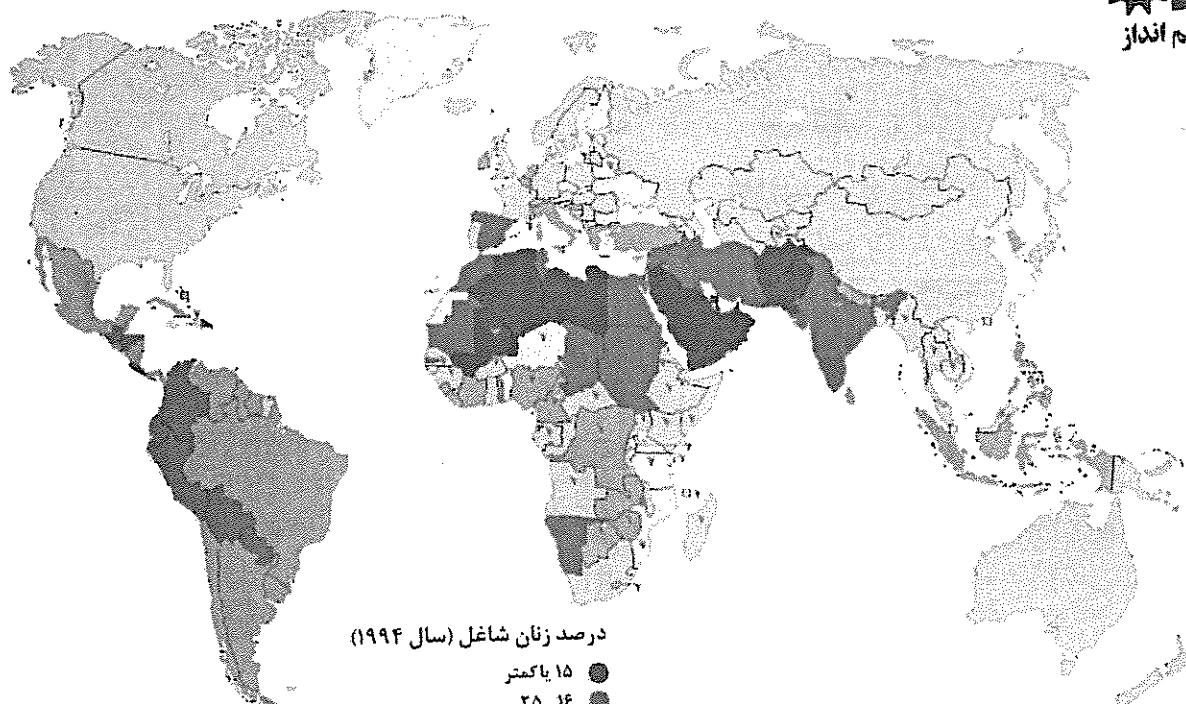 م انداز
درصد زنان شاغل (سال ۱۹۹۴)
۱۵ یا کمتر
۱۶ ـ ۲۵